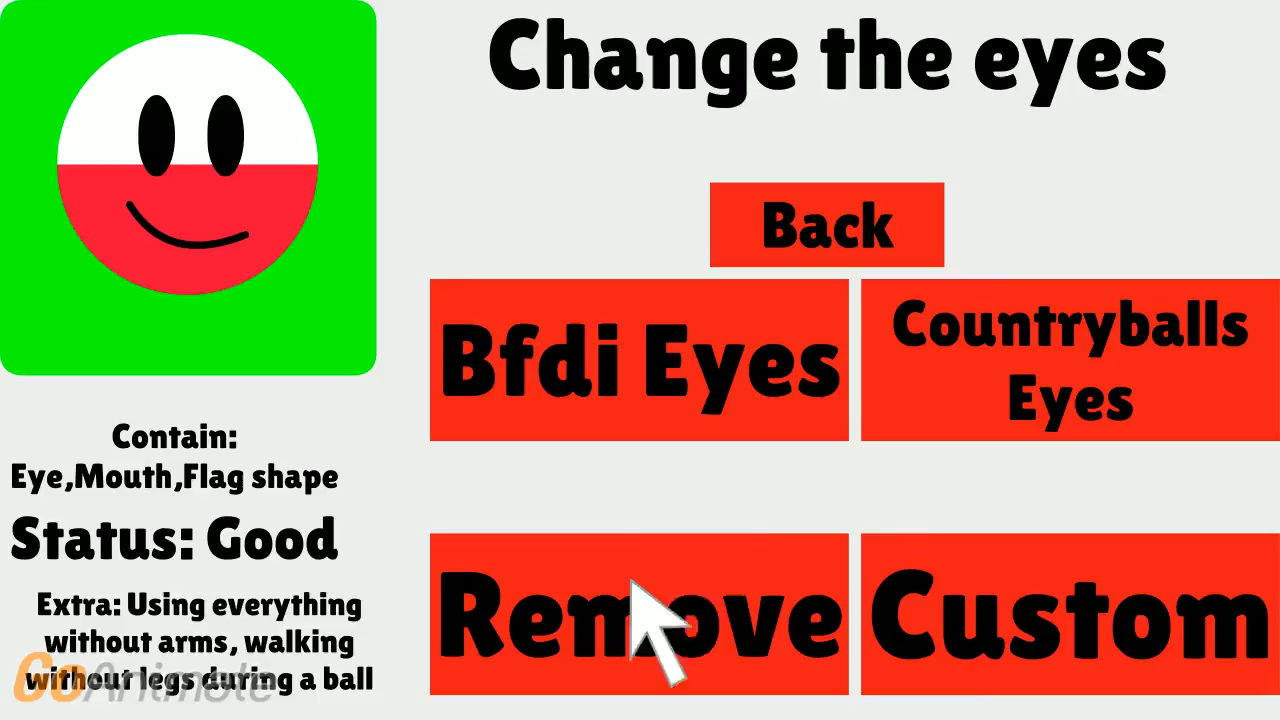 Change the eyes
Back
Bfdi Eyes
Countryballs
Eyes
Contain:
Eye,Mouth,Flag shape
Status: Good
Remove
Custom
Extra: Using everything
without arms, walking
without legs during a ball
GoAnimate